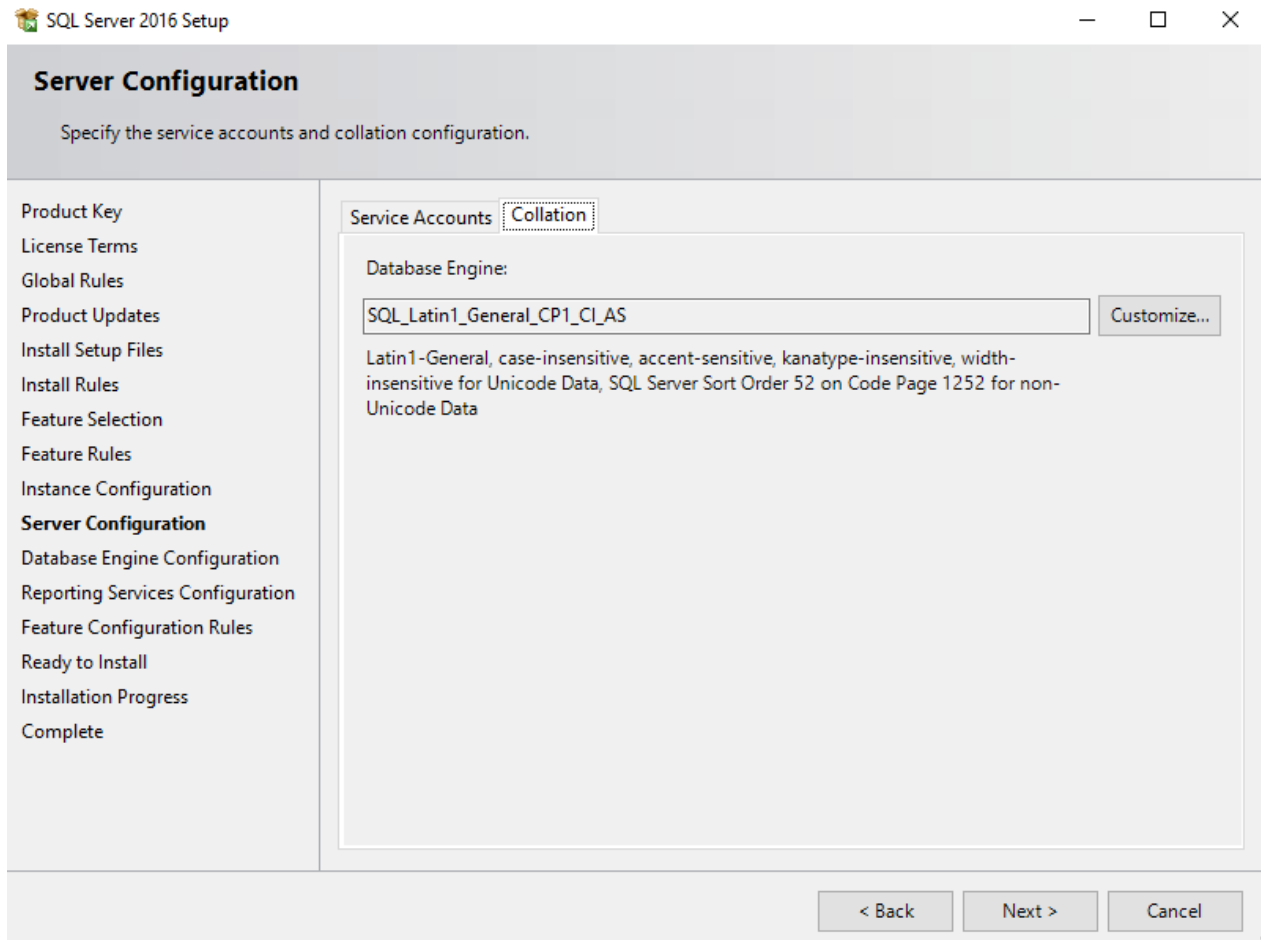 SQL Server 2016 Setup
Server Configuration
Specify the service accounts and collation configuration.
Product Key
License Terms
Global Rules
Product Updates
Install Setup Files
Install Rules
Feature Selection
Feature Rules
Instance Configuration
Server Configuration
Database Engine Configuration
Reporting Services Configuration
Feature Configuration Rules
Ready to Install
Installation Progress
Complete
Service Accounts
Collation
Database Engine:
SQL_Latin1_General_CP1_CI_AS
Customize...
Latin1-General, case-insensitive, accent-sensitive, kanatype-insensitive, width-
insensitive for Unicode Data, SQL Server Sort Order 52 on Code Page 1252 for non-
Unicode Data
< Back
Next >
Cancel